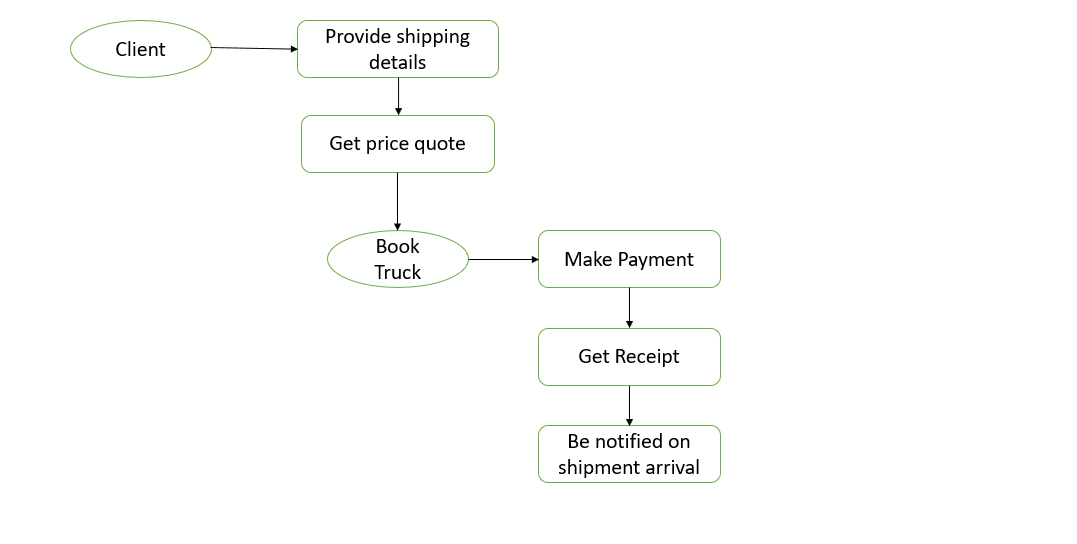 Client
Provide shipping
details
Get price quote
Book
Truck
Make Payment
Get Receipt
Be notified on
shipment arrival